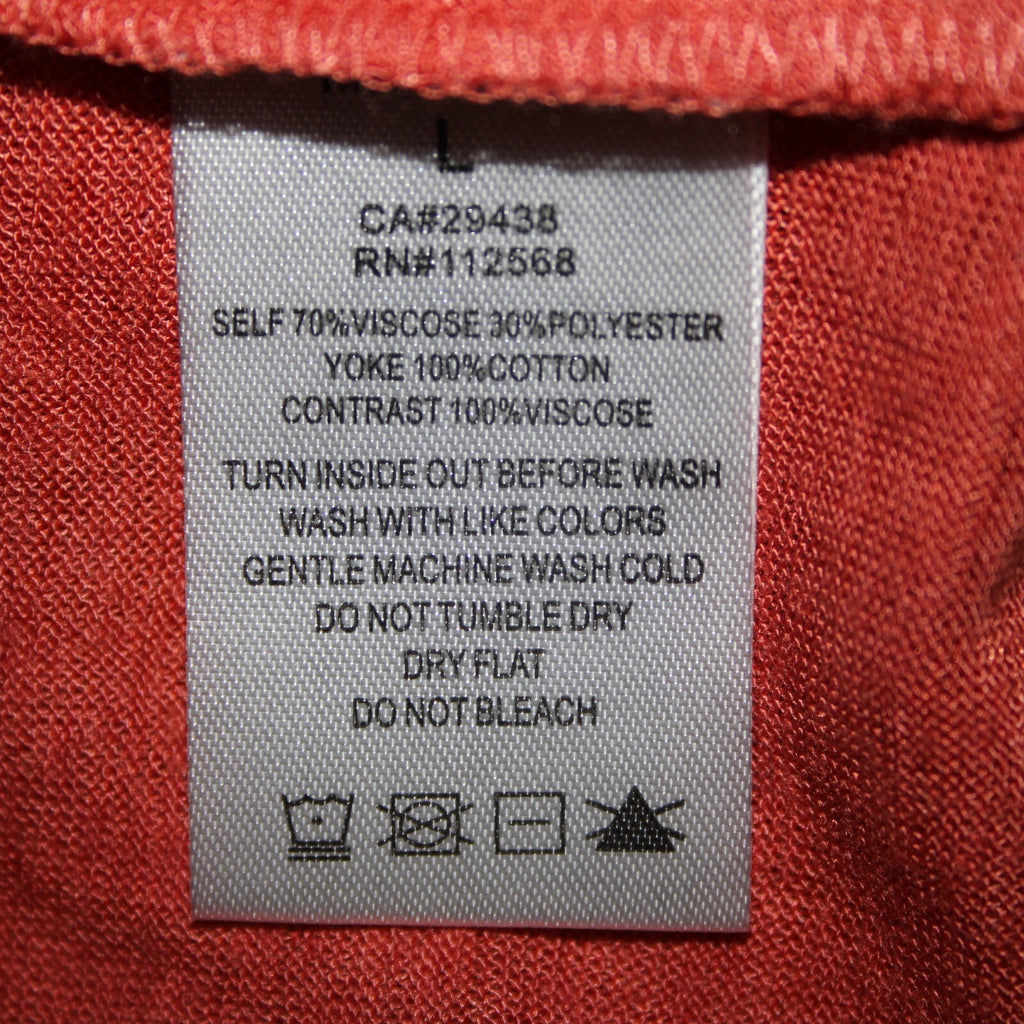 L
CA#29438
RN#112568
SELF 70%VISCOSE 30%POLYESTER
YOKE 100%COTTON
CONTRAST 100%VISCOSE
TURN INSIDE OUT BEFORE WASH
WASH WITH LIKE COLORS
GENTLE MACHINE WASH COLD
DO NOT TUMBLE DRY
DRY FLAT
DO NOT BLEACH